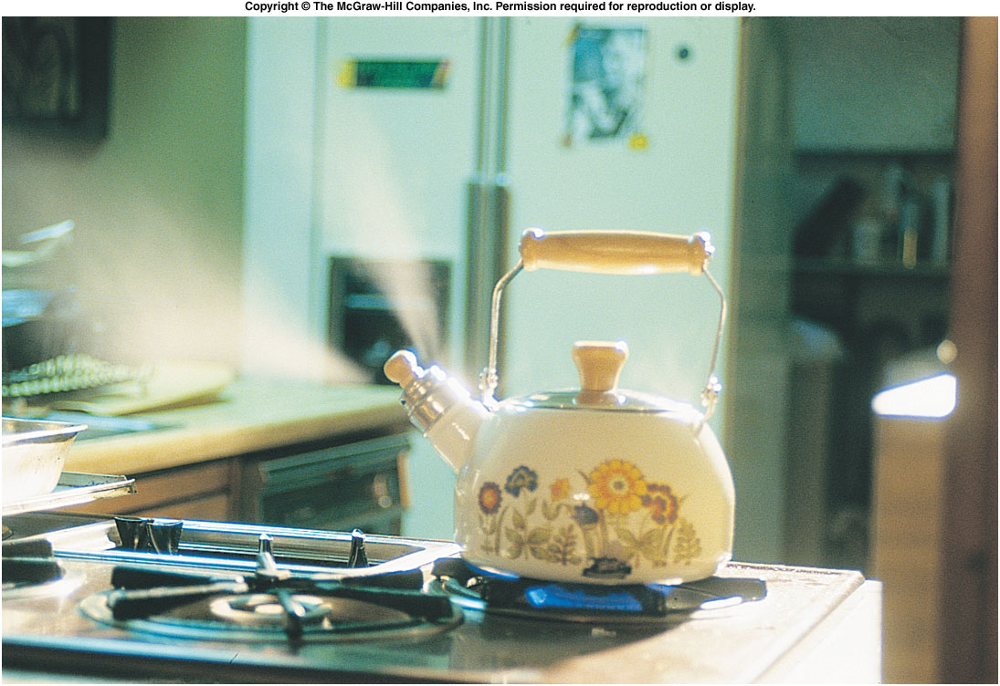 Copyright © The McGraw-Hill Companies, Inc. Permission required for reproduction or display.